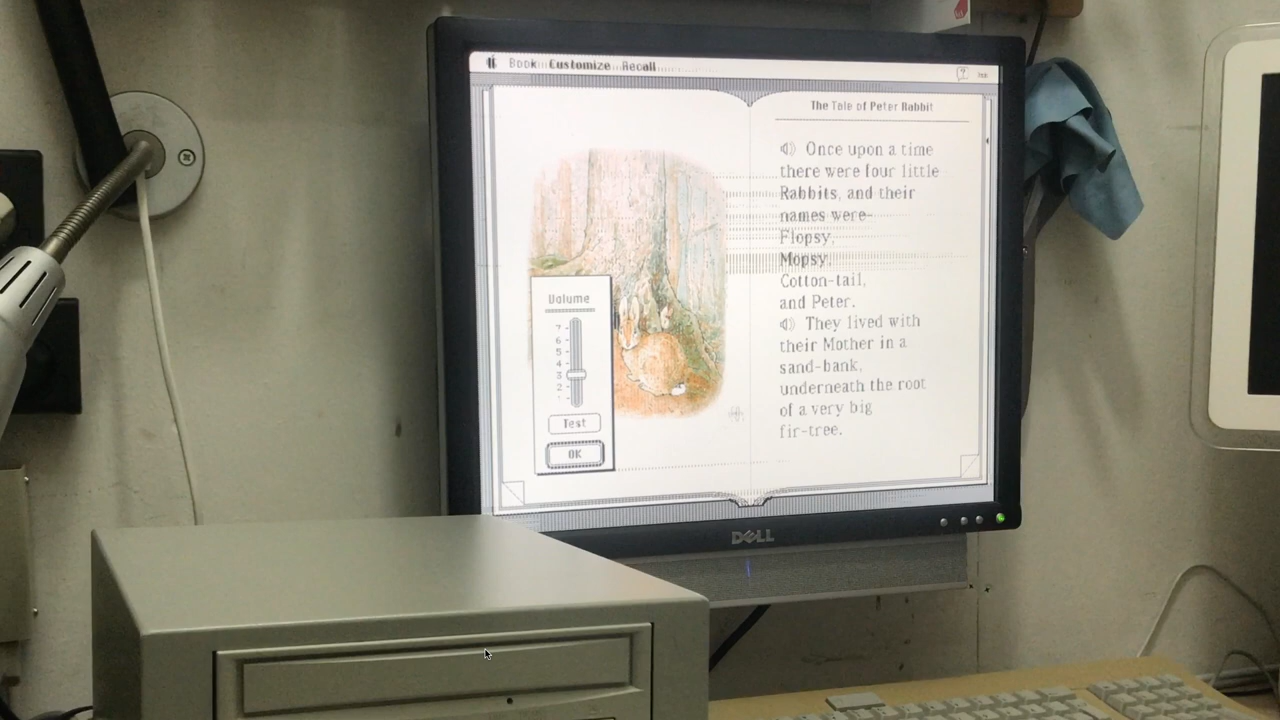 Book Customize Recall
The Tale of Peter Rabbit
Once upon a time
there were four little
Rabbits, and their
names were-
Flopsy,
Mopsy,
Cotton-tail,
and Peter.
They lived with
their Mother in a
sand-bank,
underneath the root
of a very big
fir-tree.
Volume
7
6
5
4
3
2
1
Test
OK
DELL